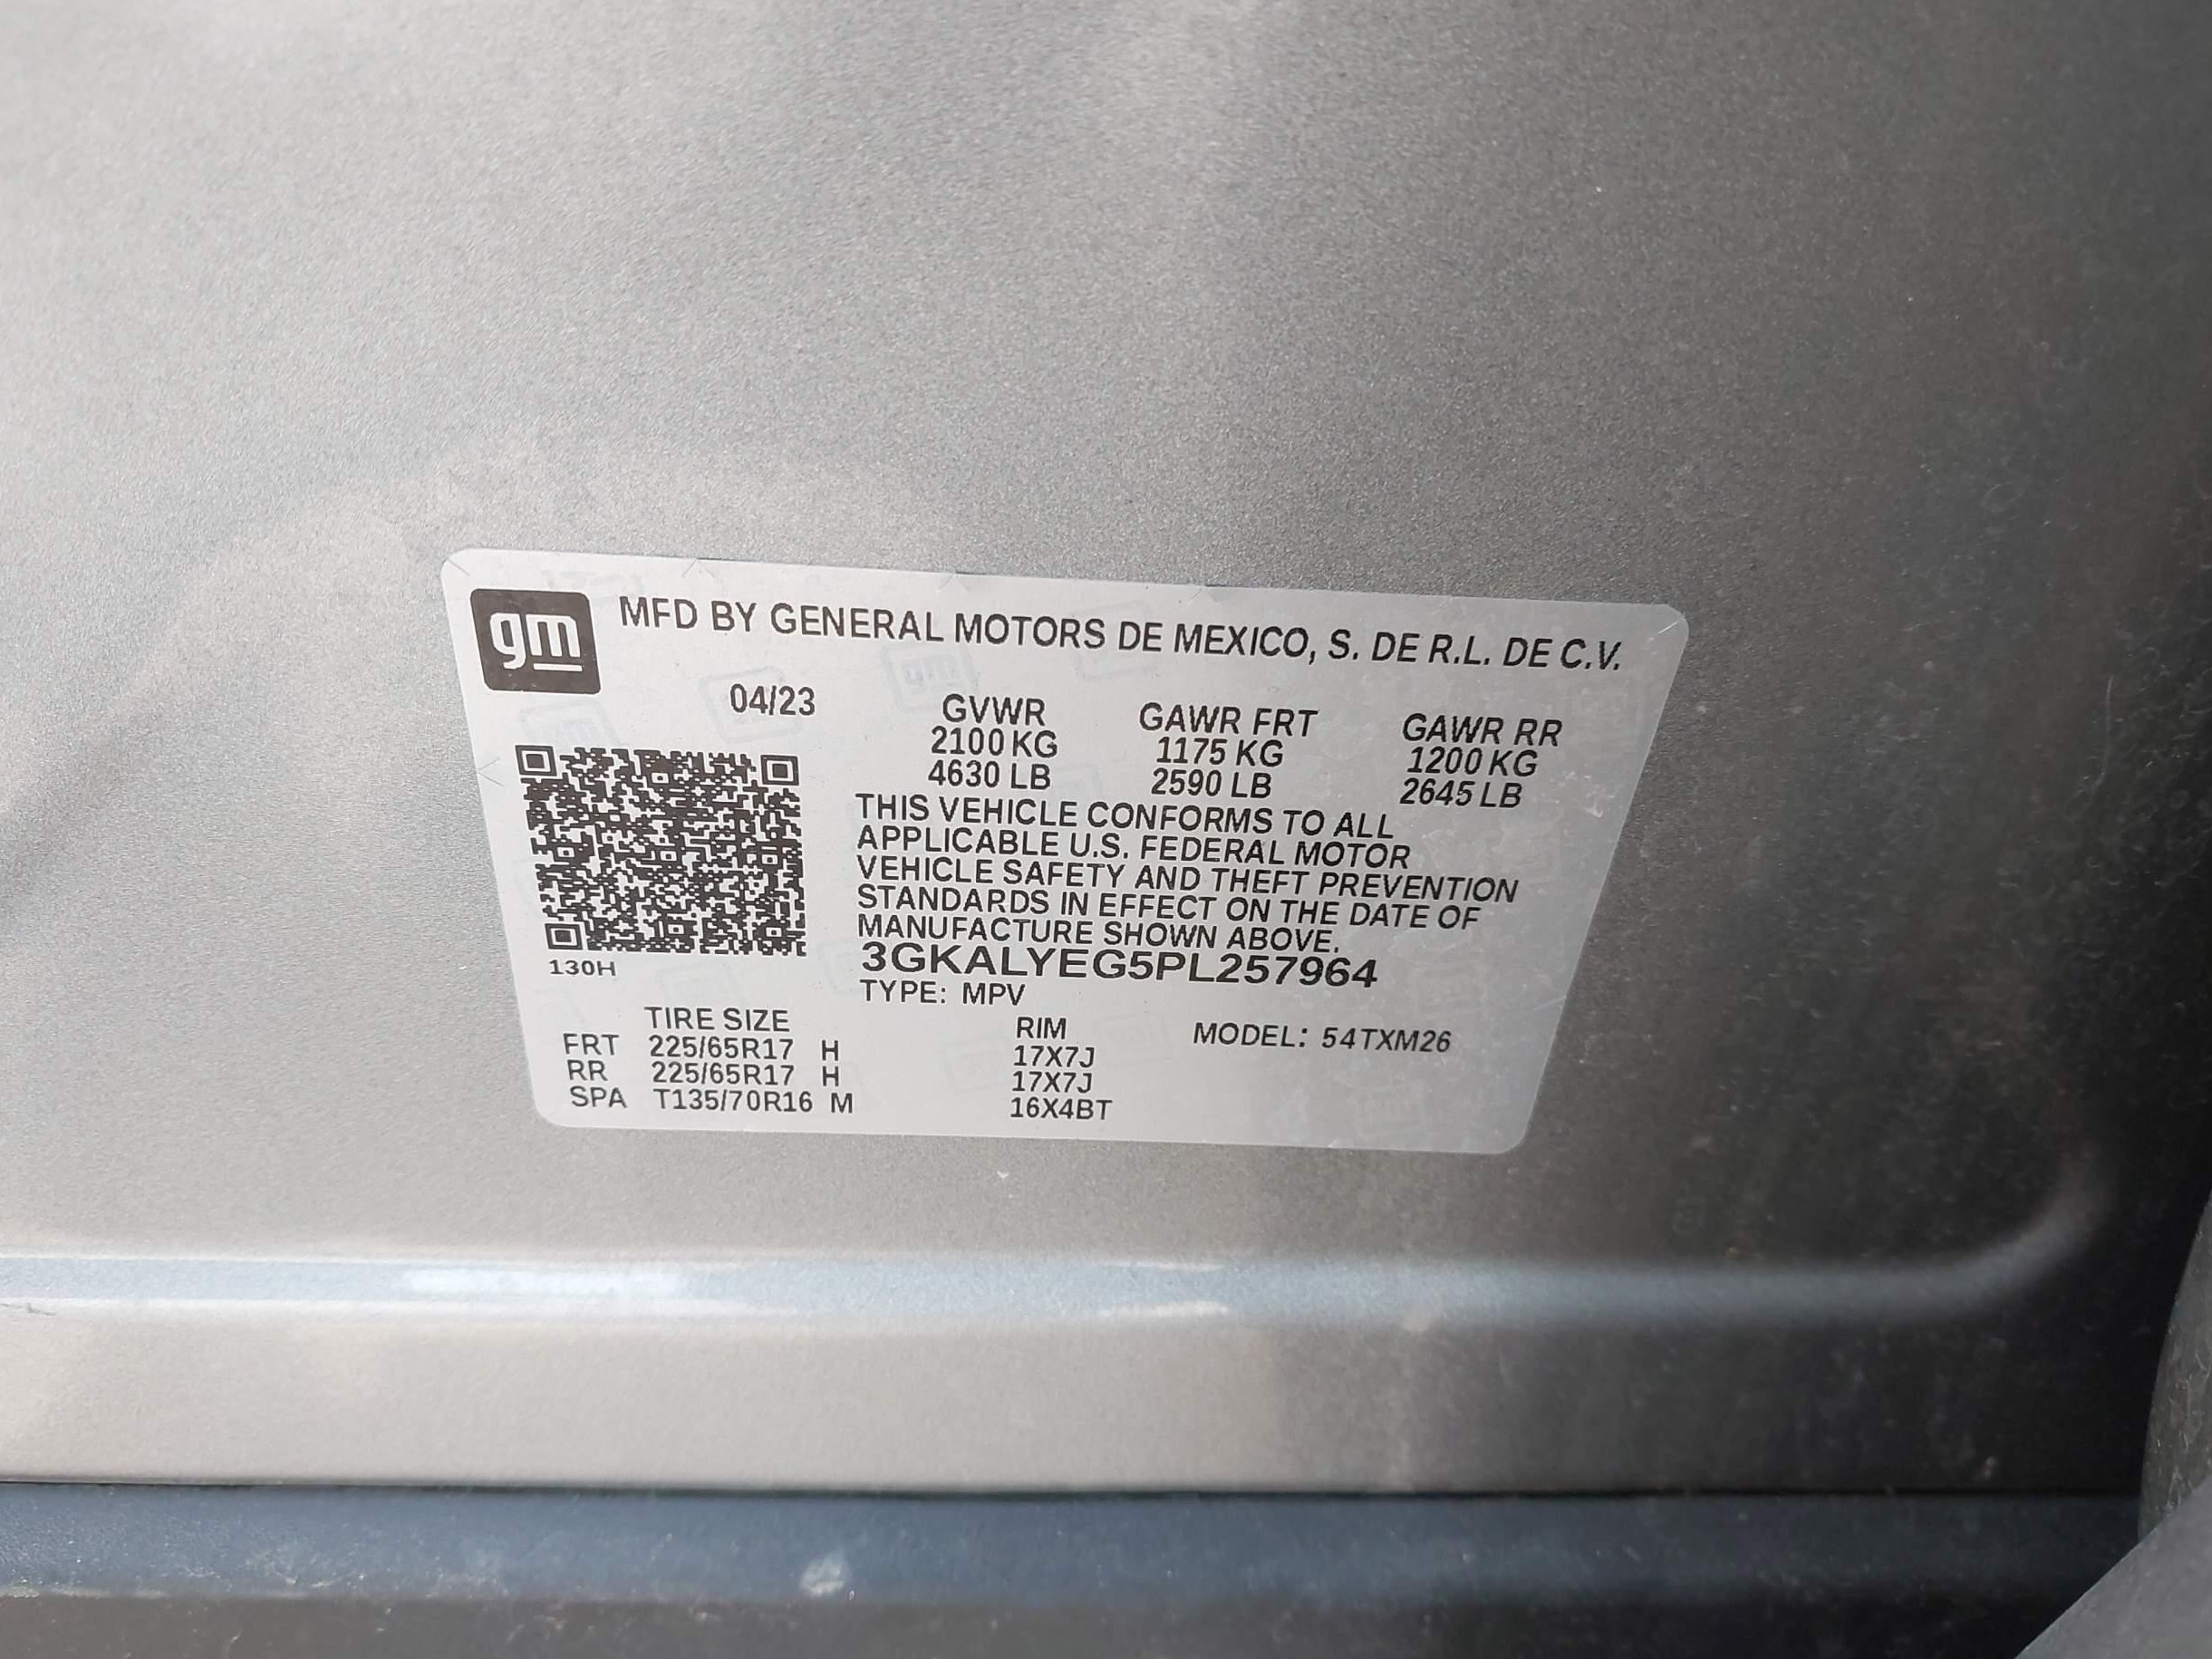 gm
MFD BY GENERAL MOTORS DE MEXICO, S. DE R.L. DE C.V.
04/23 GVWR GAWR FRT GAWR RR
2100 KG 1175 KG 1200 KG
4630 LB 2590 LB 2645 LB
THIS VEHICLE CONFORMS TO ALL
APPLICABLE U.S. FEDERAL MOTOR
VEHICLE SAFETY AND THEFT PREVENTION
STANDARDS IN EFFECT ON THE DATE OF
MANUFACTURE SHOWN ABOVE.
130H 3GKALYEG5PL257964
TYPE: MPV
TIRE SIZE RIM MODEL: 54TXM26
FRT 225/65R17 H 17X7J
RR 225/65R17 H 17X7J
SPA T135/70R16 M 16X4BT